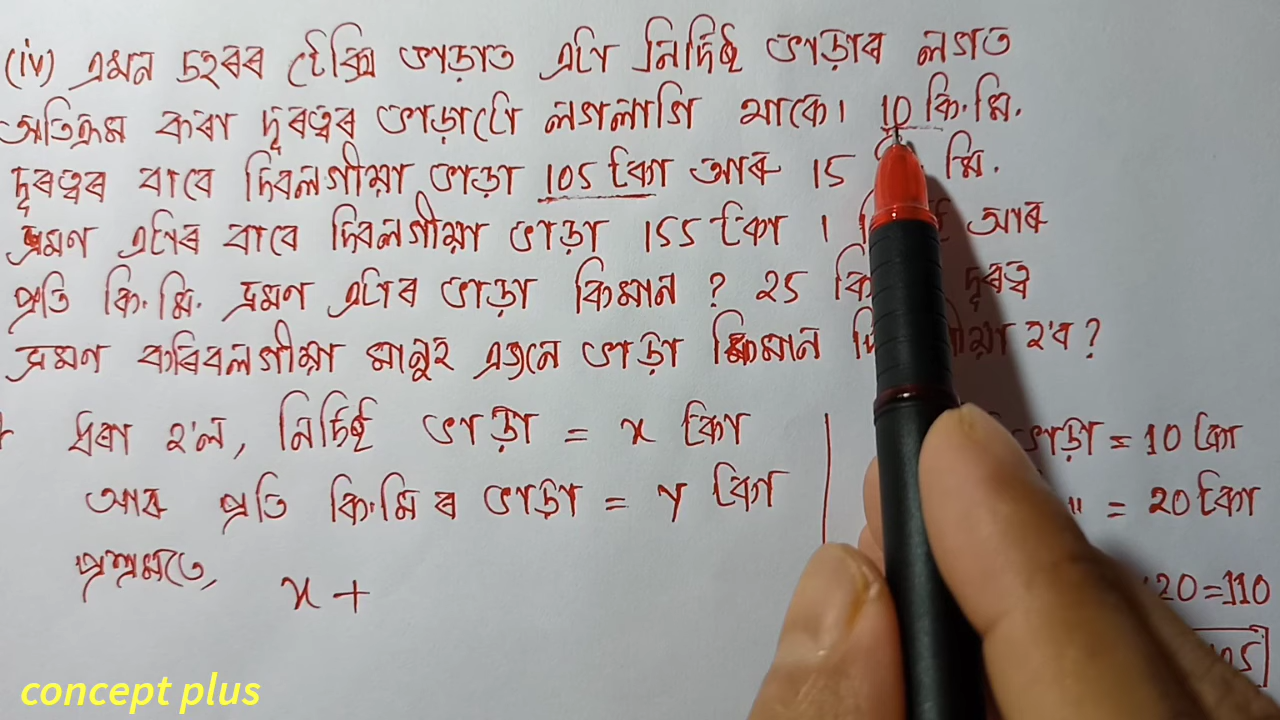 (iv) এমন চহৰৰ টেক্সি ভাড়াত এটা নিৰ্দিষ্ট ভাড়াৰ লগত
অতিক্ৰম কৰা দূৰত্বৰ ভাড়াটো লগলাগি থাকে। 10 কি.মি.
দূৰত্বৰ বাবে দিবলগীয়া ভাড়া 105 টকা আৰু 15 মি.
ভ্ৰমণ এটাৰ বাবে দিবলগীয়া ভাড়া 155 টকা । আৰু
প্ৰতি কি.মি. ভ্ৰমণ এটাৰ ভাড়া কিমান ? 25 কি দূৰত্ব
ভ্ৰমণ কৰিবলগীয়া মানুহ এজনে ভাড়া কিমান হ'ব ?
ধৰা হ'ল, নিৰ্দিষ্ট ভাড়া = x টকা
আৰু প্ৰতি কি.মি ৰ ভাড়া = y টকা
প্ৰশ্নমতে, x +
ভাড়া = 10 টকা
" = 20 টকা
20=110
concept plus